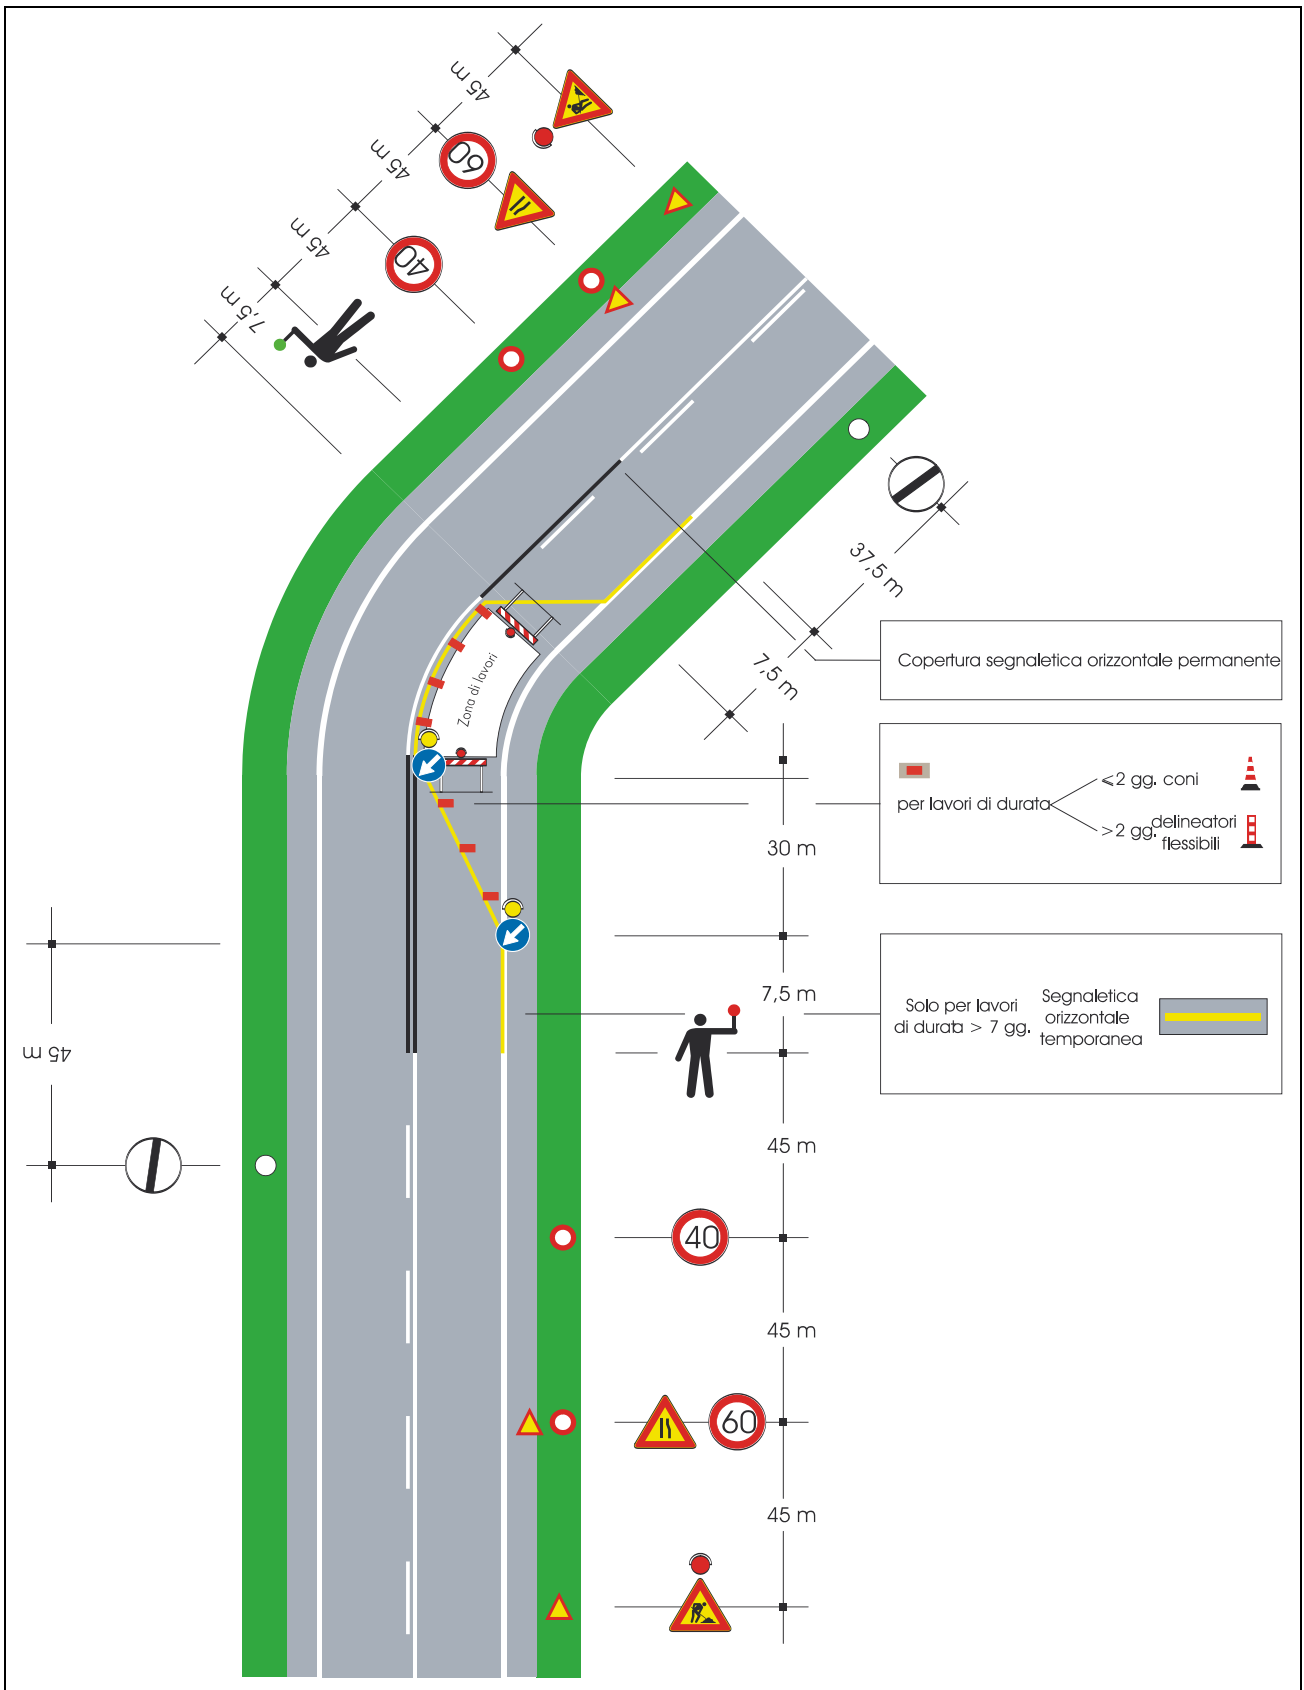 45 m
45 m
60
45 m
40
7,5 m
37,5 m
7,5 m
Copertura segnaletica orizzontale permanente
Zona di lavori
per lavori di durata
⩽2 gg. coni
>2 gg. delineatori
flessibili
30 m
7,5 m
Solo per lavori
di durata > 7 gg.
Segnaletica
orizzontale
temporanea
45 m
45 m
40
45 m
60
45 m